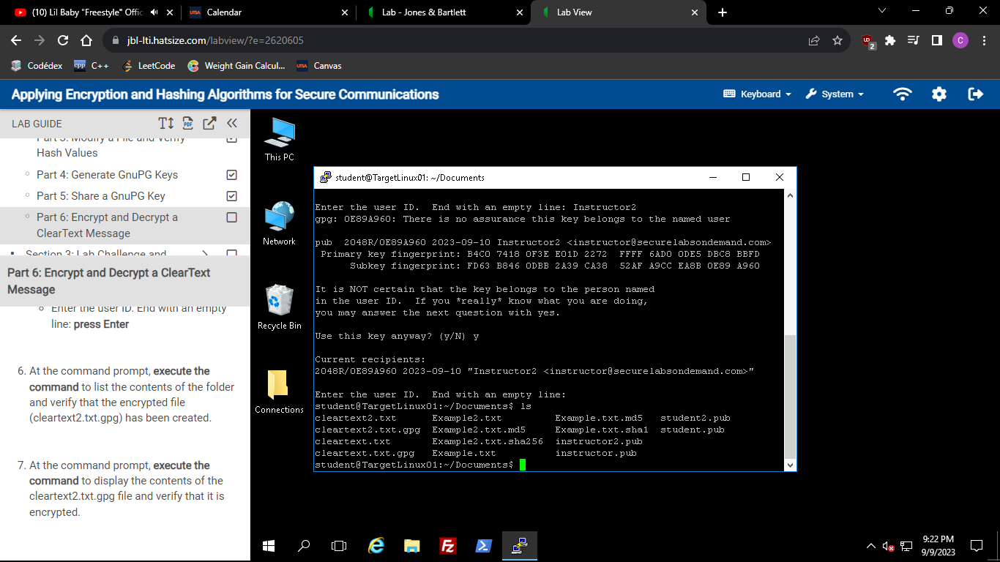 (10) Lil Baby "Freestyle" Offic
Calendar
Lab - Jones & Bartlett
Lab View
jbl-lti.hatsize.com/labview/?e=2620605
2
C
Codédex
C++
LeetCode
Weight Gain Calcul...
Canvas
Applying Encryption and Hashing Algorithms for Secure Communications
Keyboard
System
LAB GUIDE
PDF
Part 3: Modify a File and Verify
Hash Values
Part 4: Generate GnuPG Keys
Part 5: Share a GnuPG Key
Part 6: Encrypt and Decrypt a
ClearText Message
Section 3: Lab Challenge and
Part 6: Encrypt and Decrypt a ClearText
Message
Enter the user ID. End with an empty
line: press Enter
6. At the command prompt, execute the
command to list the contents of the folder
and verify that the encrypted file
(cleartext2.txt.gpg) has been created.
7. At the command prompt, execute the
command to display the contents of the
cleartext2.txt.gpg file and verify that it is
encrypted.
This PC
Network
Recycle Bin
Connections
student@TargetLinux01: ~/Documents
Enter the user ID.  End with an empty line: Instructor2
gpg: 0E89A960: There is no assurance this key belongs to the named user
pub  2048R/0E89A960 2023-09-10 Instructor2 <instructor@securelabsondemand.com>
Primary key fingerprint: B4C0 7418 0F3E E01D 2272  FFFF 6AD0 0DE5 DBC8 BBFD
Subkey fingerprint: FD63 B846 0DBB 2A39 CA38  52AF A9CC EA8B 0E89 A960
It is NOT certain that the key belongs to the person named
in the user ID.  If you *really* know what you are doing,
you may answer the next question with yes.
Use this key anyway? (y/N) y
Current recipients:
2048R/0E89A960 2023-09-10 "Instructor2 <instructor@securelabsondemand.com>"
Enter the user ID.  End with an empty line:
student@TargetLinux01:~/Documents$ ls
cleartext2.txt      Example2.txt         Example.txt.md5   student2.pub
cleartext2.txt.gpg  Example2.txt.md5     Example.txt.sha1  student.pub
cleartext.txt       Example2.txt.sha256  instructor2.pub
cleartext.txt.gpg   Example.txt          instructor.pub
student@TargetLinux01:~/Documents$
9:22 PM
9/9/2023